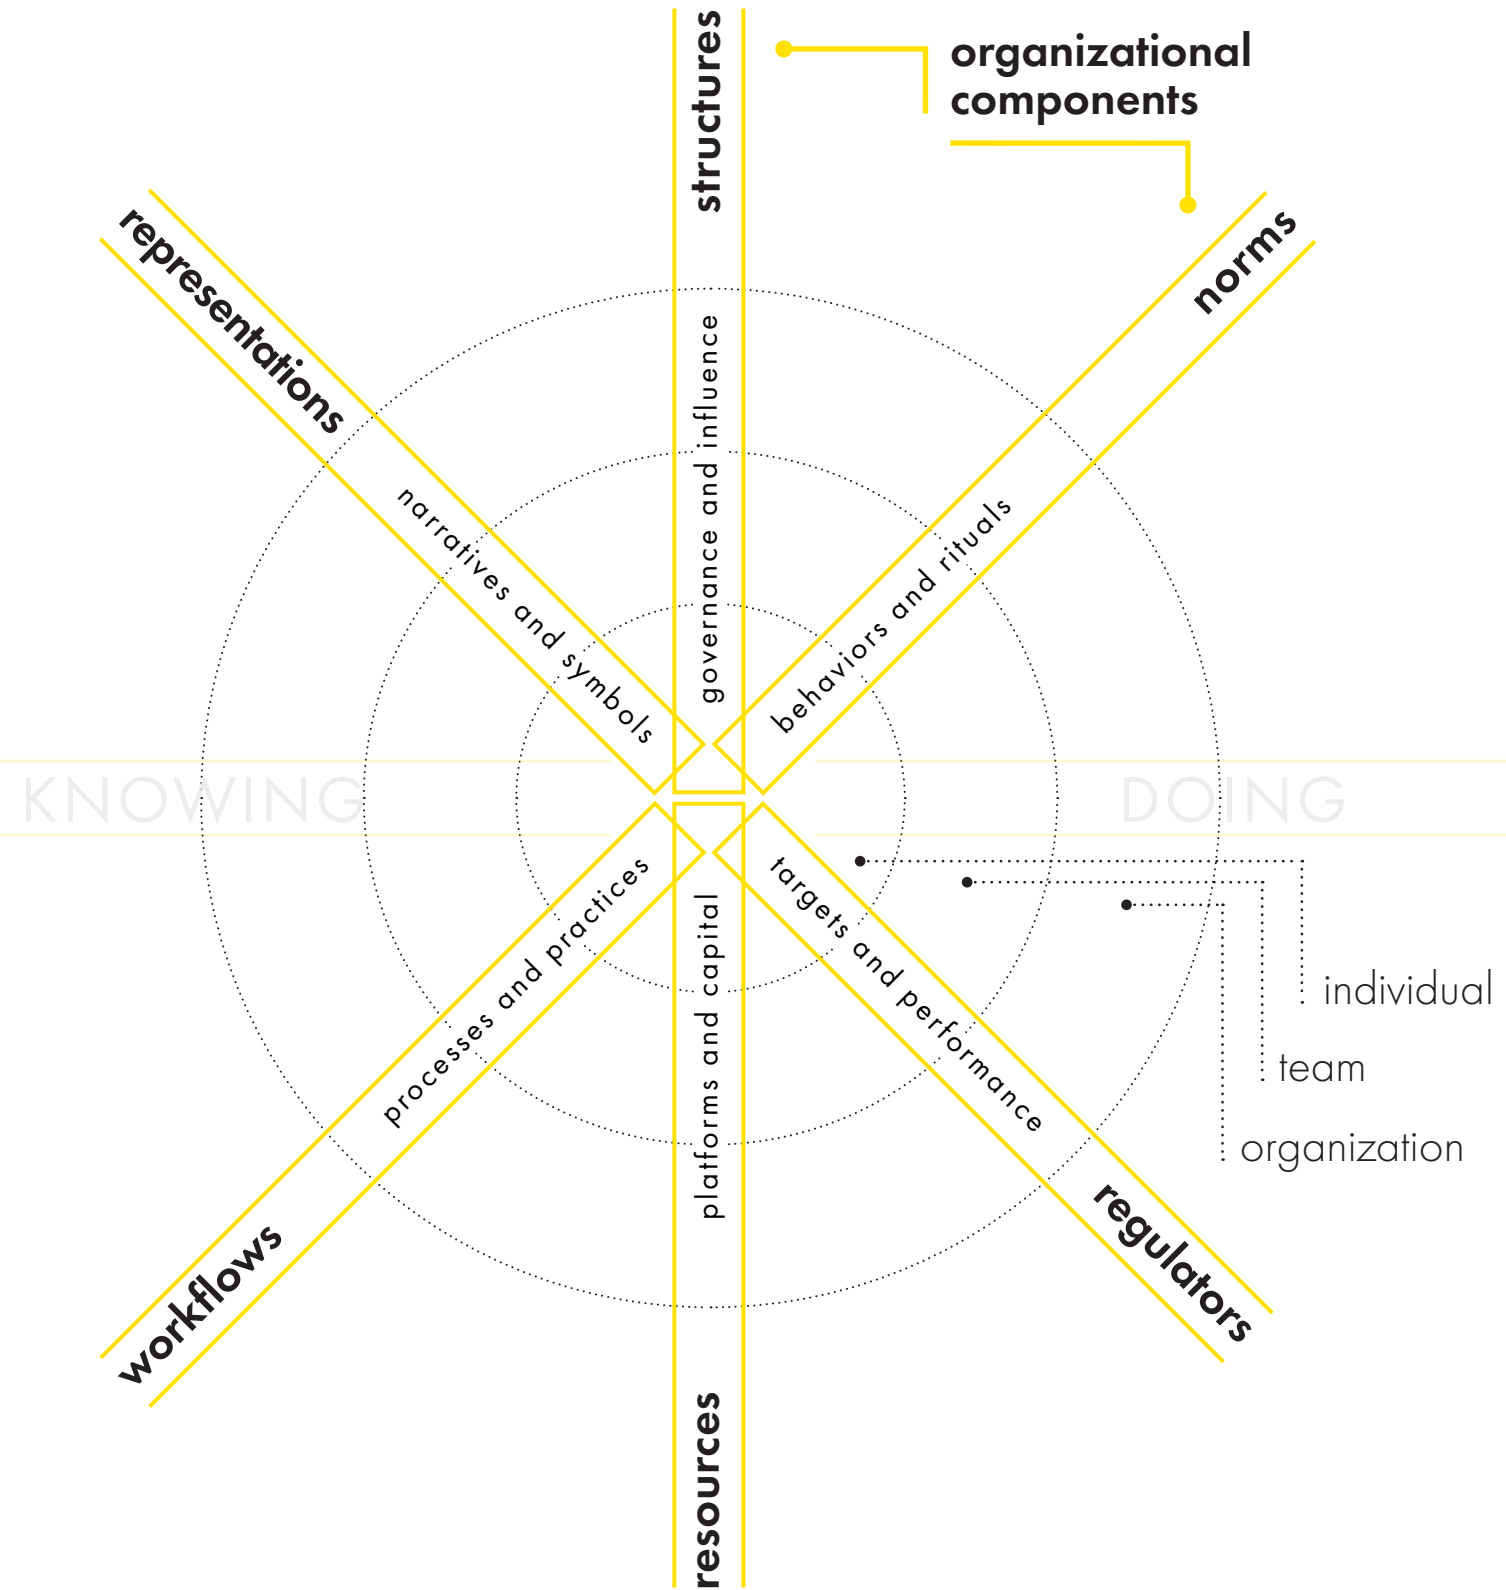 structures
organizational
components
representations
norms
governance and influence
narratives and symbols
behaviors and rituals
KNOWING
DOING
processes and practices
platforms and capital
targets and performance
individual
team
organization
workflows
regulators
resources